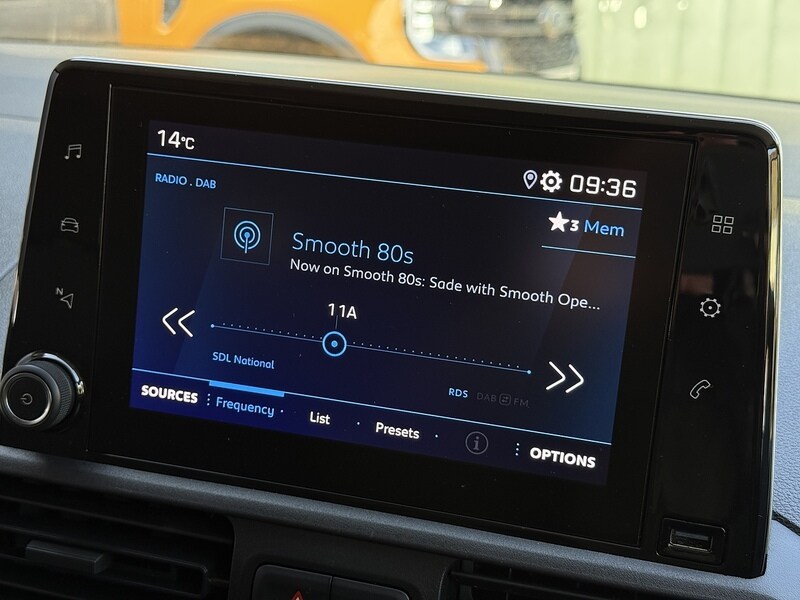 14°C
09:36
RADIO . DAB
3 Mem
Smooth 80s
Now on Smooth 80s: Sade with Smooth Ope...
11A
SDL National
RDS DAB FM
SOURCES Frequency List Presets OPTIONS
N